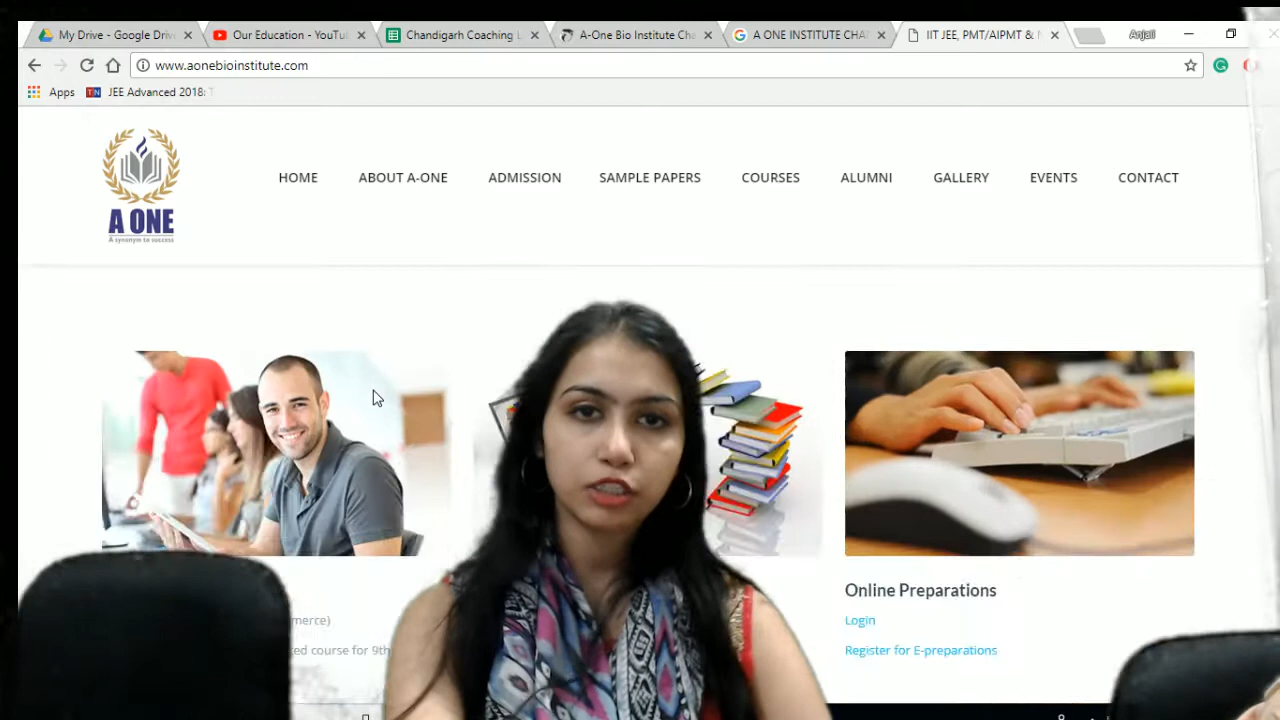 My Drive - Google Driv
Our Education - YouTu
Chandigarh Coaching L
A-One Bio Institute Cha
A ONE INSTITUTE CHA
IIT JEE, PMT/AIPMT &
Anjali
www.aonebioinstitute.com
Apps
TN
JEE Advanced 2018:
A ONE
A synonym to success
HOME
ABOUT A-ONE
ADMISSION
SAMPLE PAPERS
COURSES
ALUMNI
GALLERY
EVENTS
CONTACT
Online Preparations
merce)
Login
ed course for 9th
Register for E-preparations